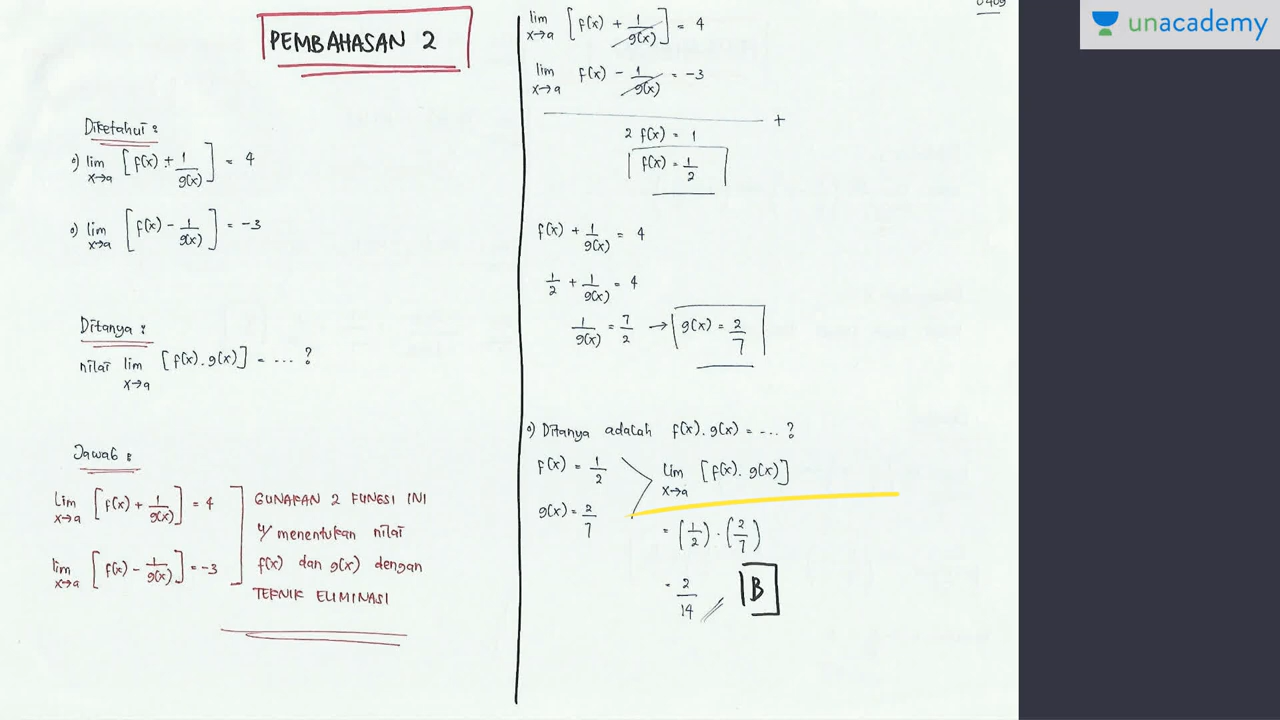 PEMBAHASAN 2
Diketahui :
o) lim x→a [f(x) + 1/g(x)] = 4
o) lim x→a [f(x) - 1/g(x)] = -3
Ditanya :
nilai lim x→a [f(x) . g(x)] = .... ?
Jawab :
Lim x→a [f(x) + 1/g(x)] = 4
lim x→a [f(x) - 1/g(x)] = -3
GUNAKAN 2 FUNGSI INI
u/ menentukan nilai
f(x) dan g(x) dengan
TEKNIK ELIMINASI
lim x→a [f(x) + 1/g(x)] = 4
lim x→a f(x) - 1/g(x) = -3
+
2 f(x) = 1
f(x) = 1/2
f(x) + 1/g(x) = 4
1/2 + 1/g(x) = 4
1/g(x) = 7/2 → g(x) = 2/7
o) Ditanya adalah f(x) . g(x) = .... ?
f(x) = 1/2
g(x) = 2/7
lim x→a [f(x) . g(x)]
= (1/2) . (2/7)
= 2/14
B
unacademy